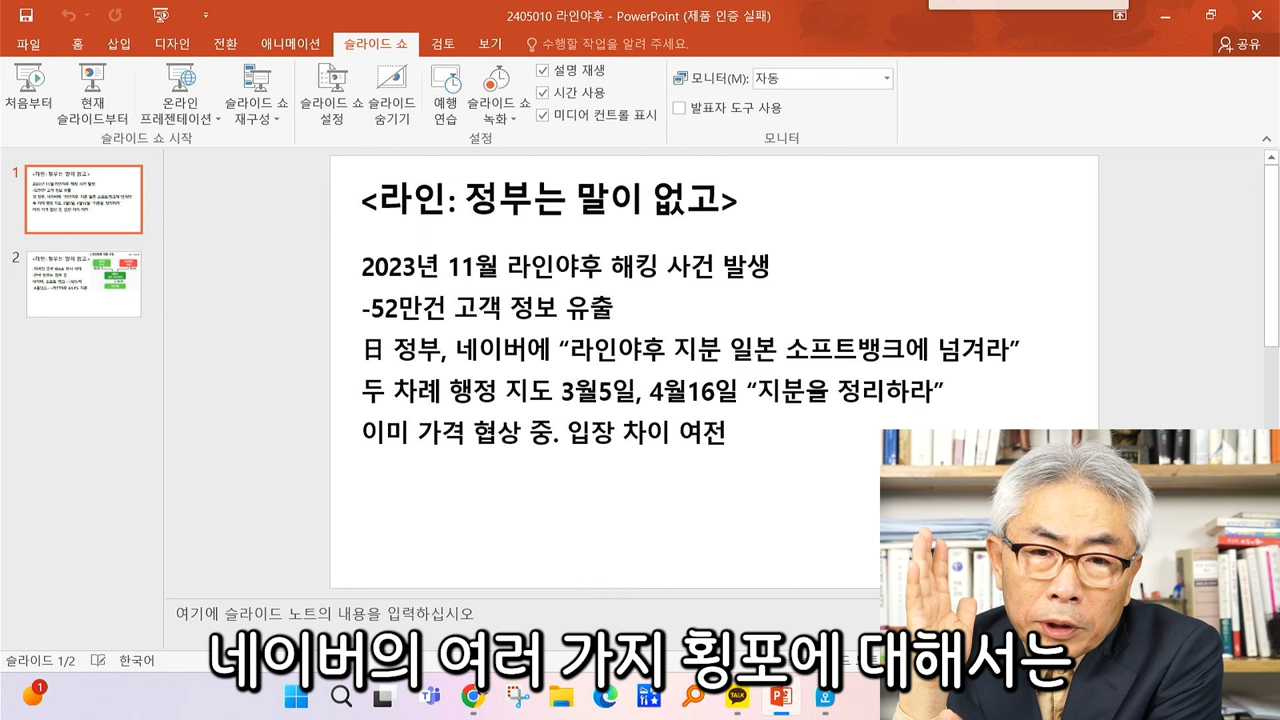 2405010 라인야후 - PowerPoint (제품 인증 실패)
파일 홈 삽입 디자인 전환 애니메이션 슬라이드 쇼 검토 보기 수행할 작업을 알려 주세요. 공유
처음부터
현재
슬라이드부터
온라인
프레젠테이션
슬라이드 쇼
재구성
슬라이드 쇼 시작
슬라이드 쇼
설정
슬라이드
숨기기
예행
연습
슬라이드 쇼
녹화
설명 재생
시간 사용
미디어 컨트롤 표시
설정
모니터(M): 자동
발표자 도구 사용
모니터
1
2
<라인: 정부는 말이 없고>
2023년 11월 라인야후 해킹 사건 발생
-52만건 고객 정보 유출
日 정부, 네이버에 “라인야후 지분 일본 소프트뱅크에 넘겨라”
두 차례 행정 지도 3월5일, 4월16일 “지분을 정리하라”
이미 가격 협상 중. 입장 차이 여전
여기에 슬라이드 노트의 내용을 입력하십시오
네이버의 여러 가지 횡포에 대해서는
슬라이드 1/2 한국어
1
TALK